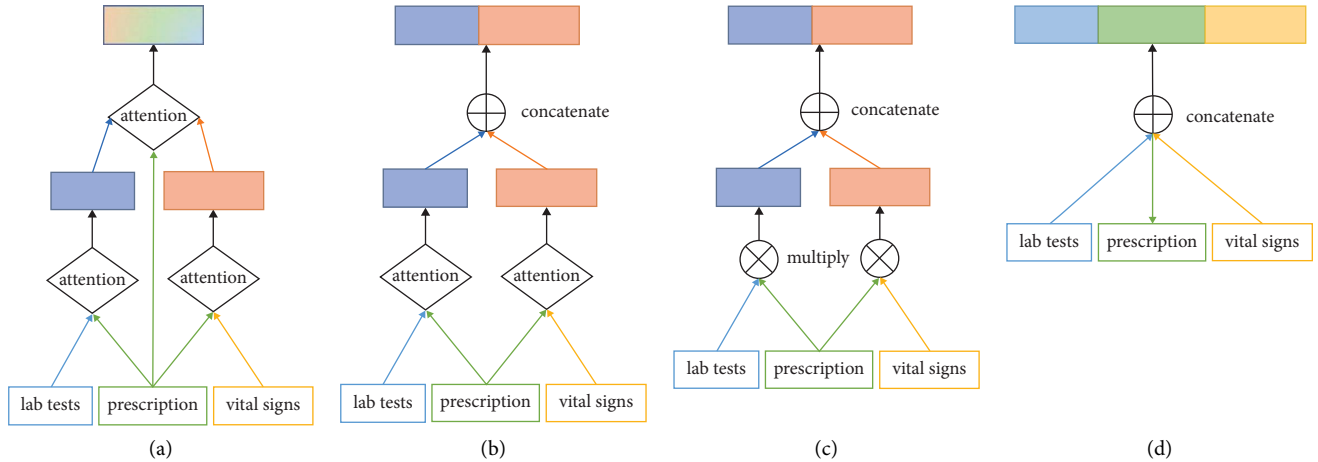 attention
attention
attention
lab tests
prescription
vital signs
(a)
concatenate
attention
attention
lab tests
prescription
vital signs
(b)
concatenate
multiply
lab tests
prescription
vital signs
(c)
concatenate
lab tests
prescription
vital signs
(d)